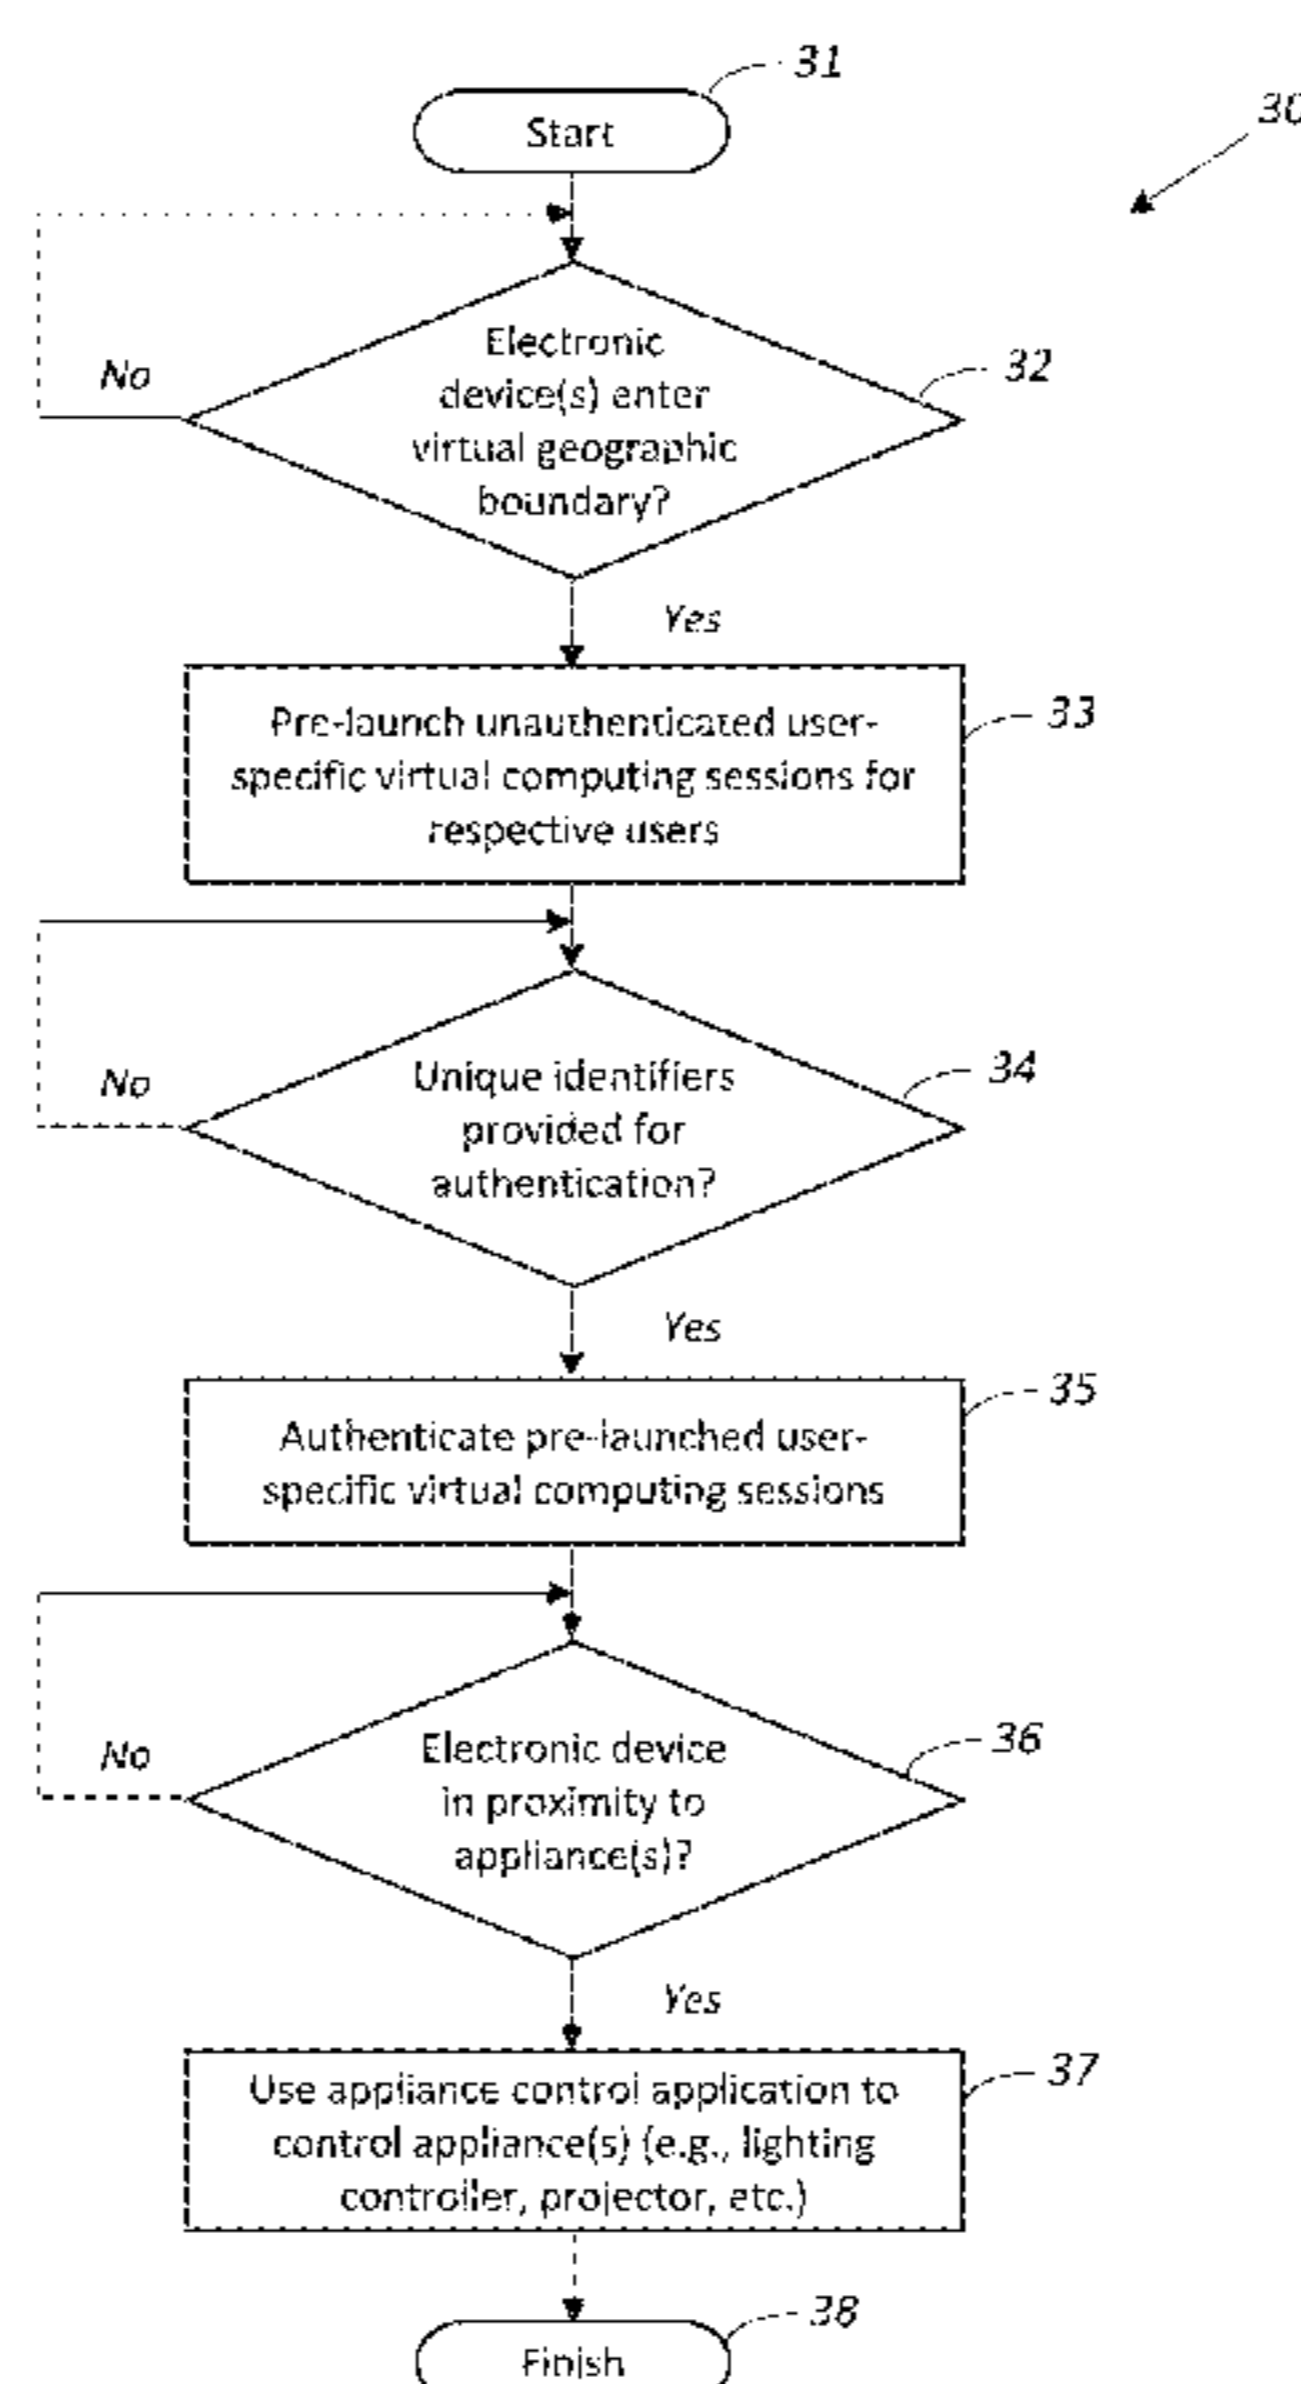 31
Start
30
Electronic
device(s) enter
virtual geographic
boundary?
32
No
Yes
Pre-launch unauthenticated user-
specific virtual computing sessions for
respective users
33
Unique identifiers
provided for
authentication?
34
No
Yes
Authenticate pre-launched user-
specific virtual computing sessions
35
Electronic device
in proximity to
appliance(s)?
36
No
Yes
Use appliance control application to
control appliance(s) (e.g., lighting
controller, projector, etc.)
37
38
Finish